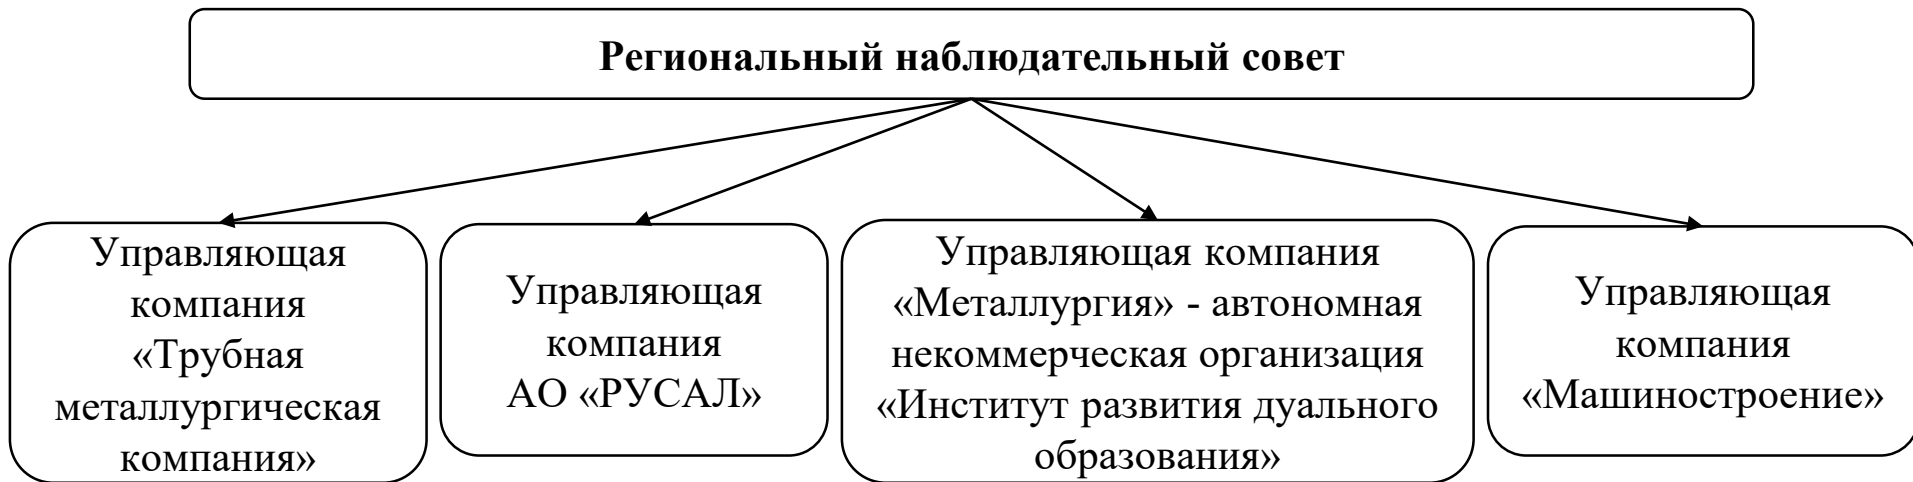 Региональный наблюдательный совет
Управляющая
компания
«Трубная
металлургическая
компания»
Управляющая
компания
АО «РУСАЛ»
Управляющая компания
«Металлургия» - автономная
некоммерческая организация
«Институт развития дуального
образования»
Управляющая
компания
«Машиностроение»